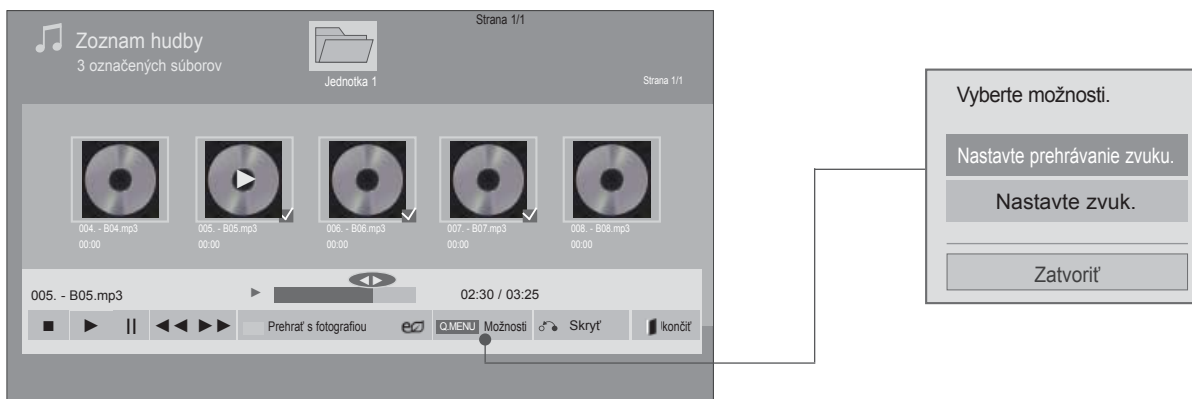 Strana 1/1
Zoznam hudby
3 označených súborov
Jednotka 1
Strana 1/1
004. - B04.mp3
00:00
005. - B05.mp3
00:00
006. - B06.mp3
00:00
007. - B07.mp3
00:00
008. - B08.mp3
00:00
005. - B05.mp3
02:30 / 03:25
Prehrať s fotografiou
Q.MENU Možnosti
Skryť
končiť
Vyberte možnosti.
Nastavte prehrávanie zvuku.
Nastavte zvuk.
Zatvoriť